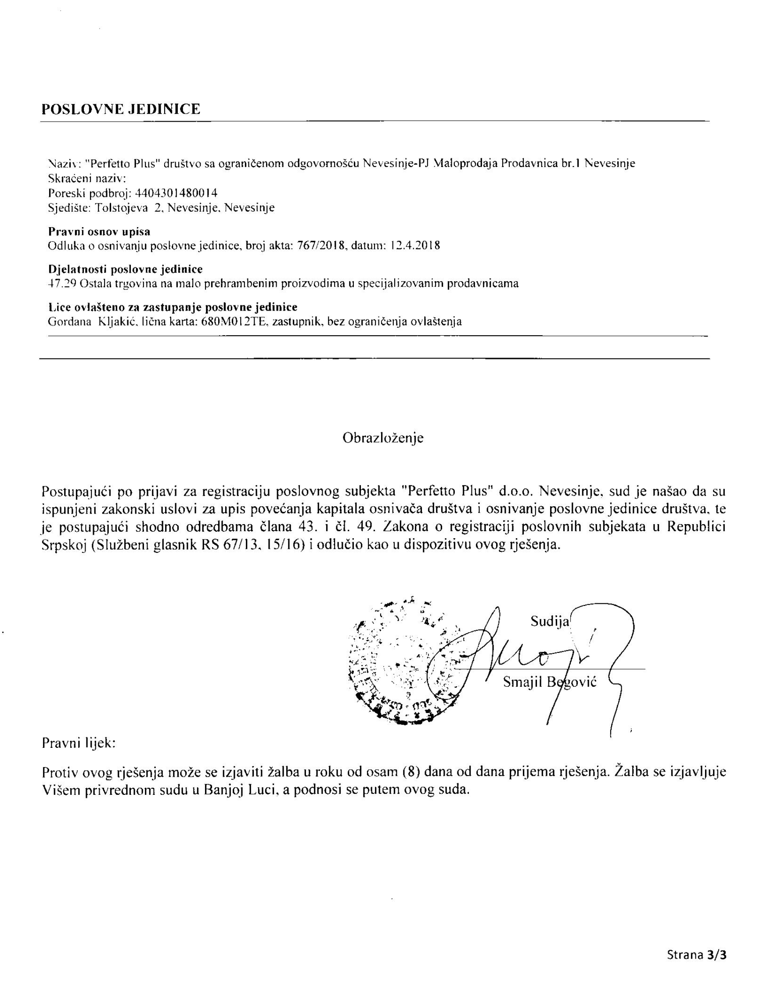 POSLOVNE JEDINICE
Naziv: "Perfetto Plus" društvo sa ograničenom odgovornošću Nevesinje-PJ Maloprodaja Prodavnica br.1 Nevesinje
Skraćeni naziv:
Poreski podbroj: 4404301480014
Sjedište: Tolstojeva 2, Nevesinje, Nevesinje
Pravni osnov upisa
Odluka o osnivanju poslovne jedinice, broj akta: 767/2018, datum: 12.4.2018
Djelatnosti poslovne jedinice
47.29 Ostala trgovina na malo prehrambenim proizvodima u specijalizovanim prodavnicama
Lice ovlašteno za zastupanje poslovne jedinice
Gordana Kljakić, lična karta: 680M012TE, zastupnik, bez ograničenja ovlaštenja
Obrazloženje
Postupajući po prijavi za registraciju poslovnog subjekta "Perfetto Plus" d.o.o. Nevesinje, sud je našao da su
ispunjeni zakonski uslovi za upis povećanja kapitala osnivača društva i osnivanje poslovne jedinice društva, te
je postupajući shodno odredbama člana 43. i čl. 49. Zakona o registraciji poslovnih subjekata u Republici
Srpskoj (Službeni glasnik RS 67/13, 15/16) i odlučio kao u dispozitivu ovog rješenja.
Sudija
Smajil Begović
Pravni lijek:
Protiv ovog rješenja može se izjaviti žalba u roku od osam (8) dana od dana prijema rješenja. Žalba se izjavljuje
Višem privrednom sudu u Banjoj Luci, a podnosi se putem ovog suda.
Strana 3/3